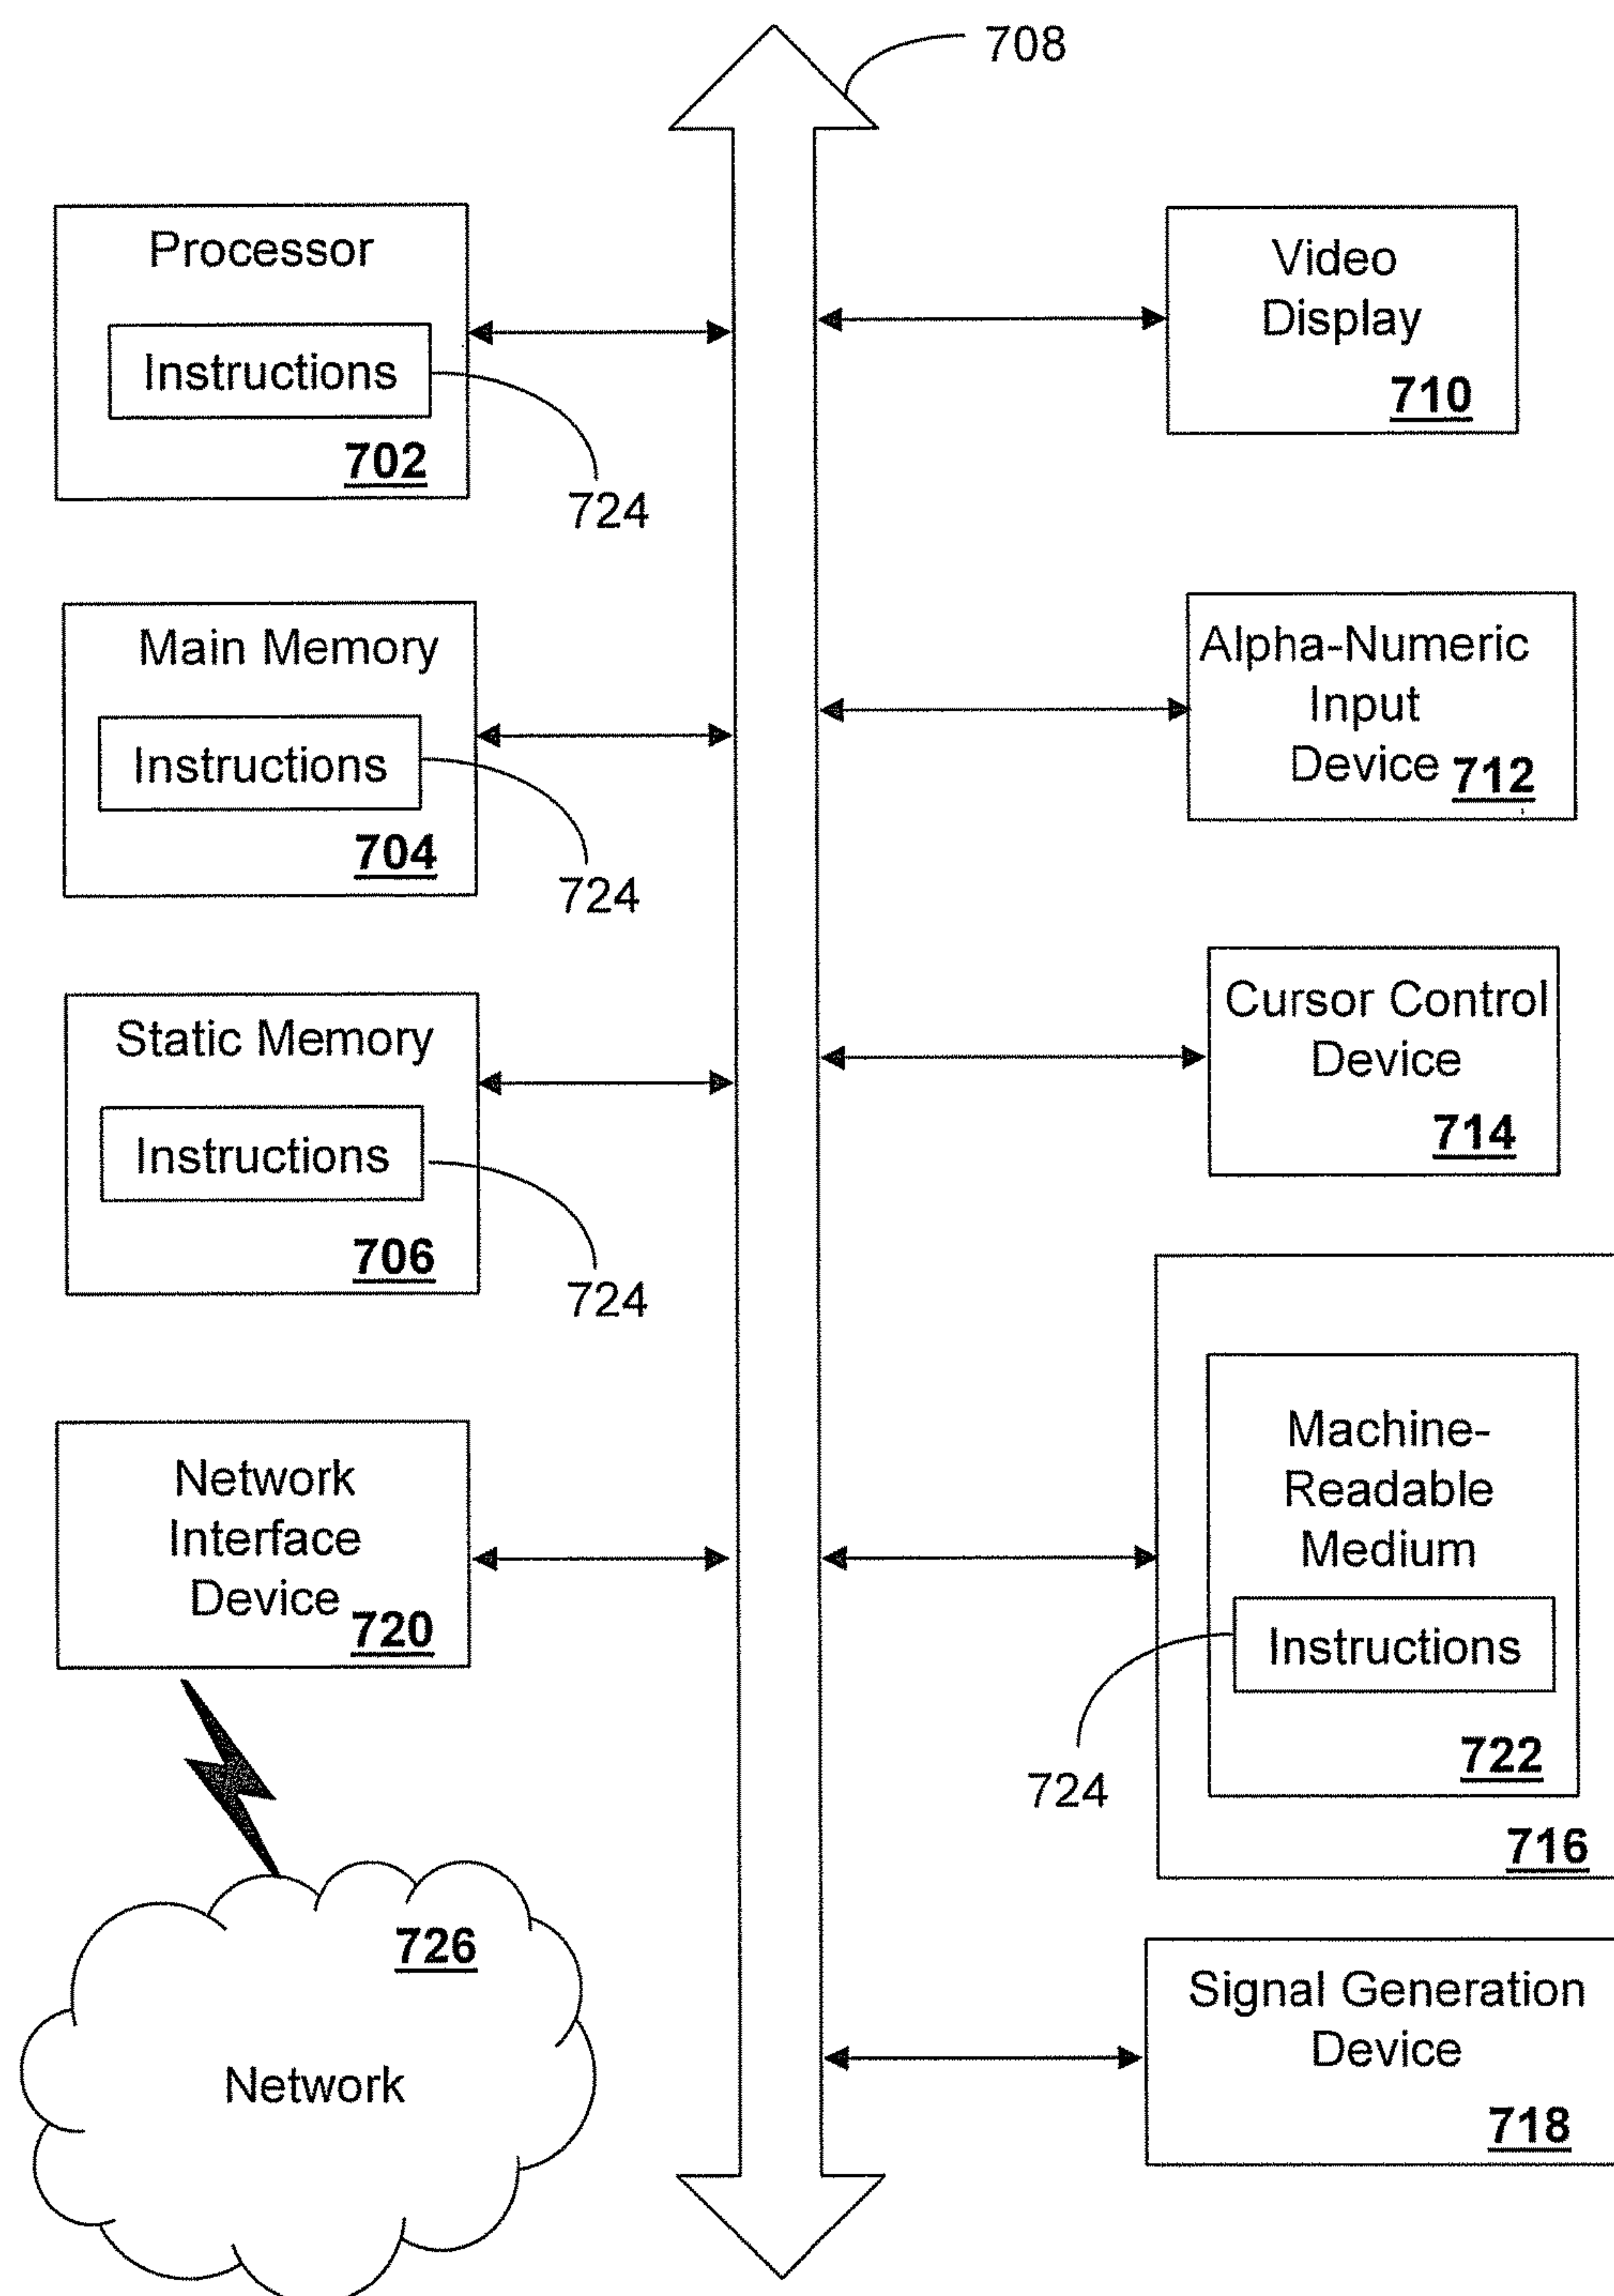 708
Processor
Instructions
702
724
Main Memory
Instructions
704
724
Static Memory
Instructions
706
724
Network
Interface
Device
720
726
Network
Video
Display
710
Alpha-Numeric
Input
Device
712
Cursor Control
Device
714
Machine-
Readable
Medium
Instructions
722
724
716
Signal Generation
Device
718